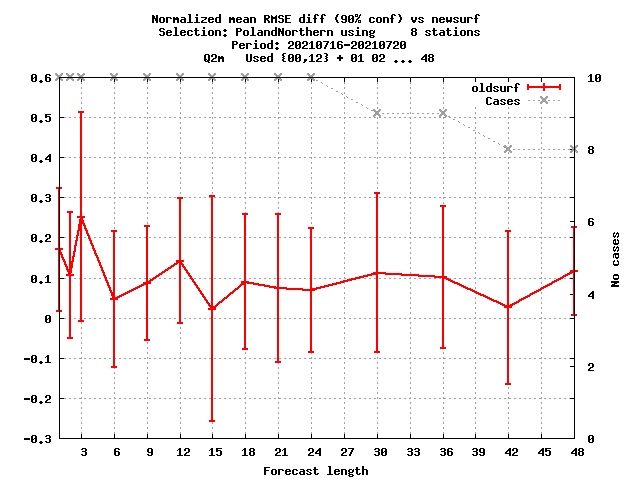 Normalized mean RMSE diff (90% conf) vs newsurf
Selection: PolandNorthern using     8 stations
Period: 20210716-20210720
Q2m   Used {00,12} + 01 02 ... 48
oldsurf
Cases
0.6
0.5
0.4
0.3
0.2
0.1
0
-0.1
-0.2
-0.3
10
8
6
4
2
0
No cases
3 6 9 12 15 18 21 24 27 30 33 36 39 42 45 48
Forecast length